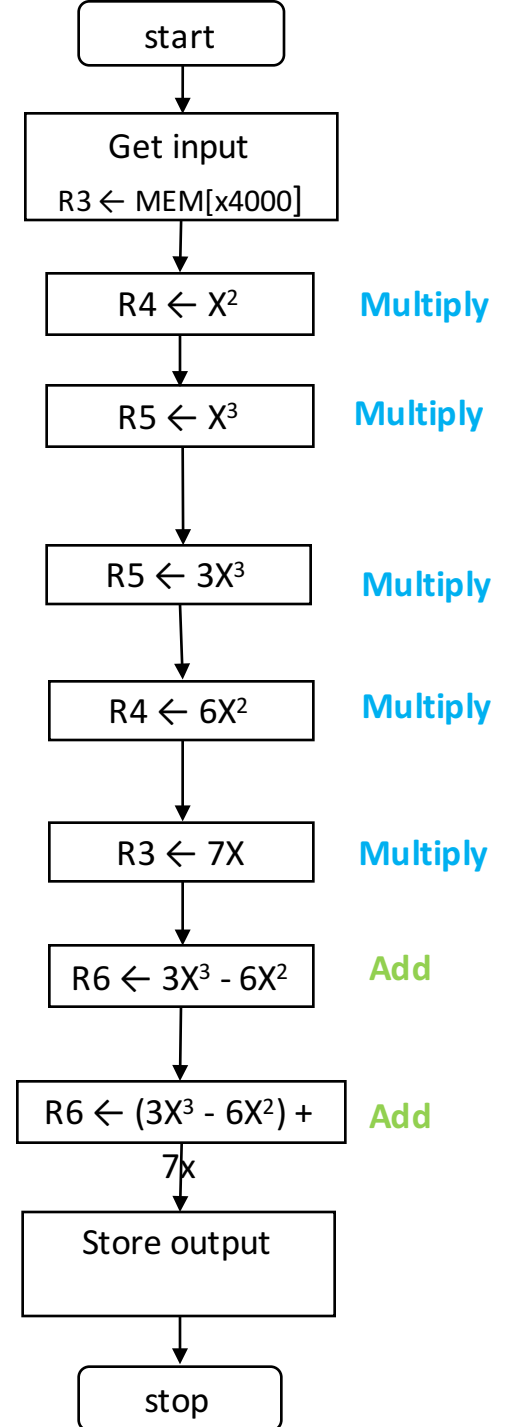 start
Get input
R3 ← MEM[x4000]
R4 ← X²
Multiply
R5 ← X³
Multiply
R5 ← 3X³
Multiply
R4 ← 6X²
Multiply
R3 ← 7X
Multiply
R6 ← 3X³ - 6X²
Add
R6 ← (3X³ - 6X²) +
7x
Add
Store output
stop